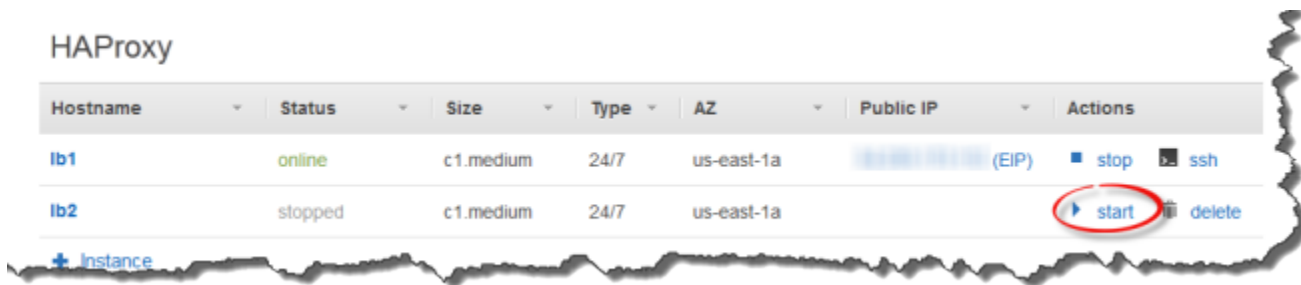 HAProxy
Hostname Status Size Type AZ Public IP Actions
lb1 online c1.medium 24/7 us-east-1a (EIP) stop ssh
lb2 stopped c1.medium 24/7 us-east-1a start delete
Instance